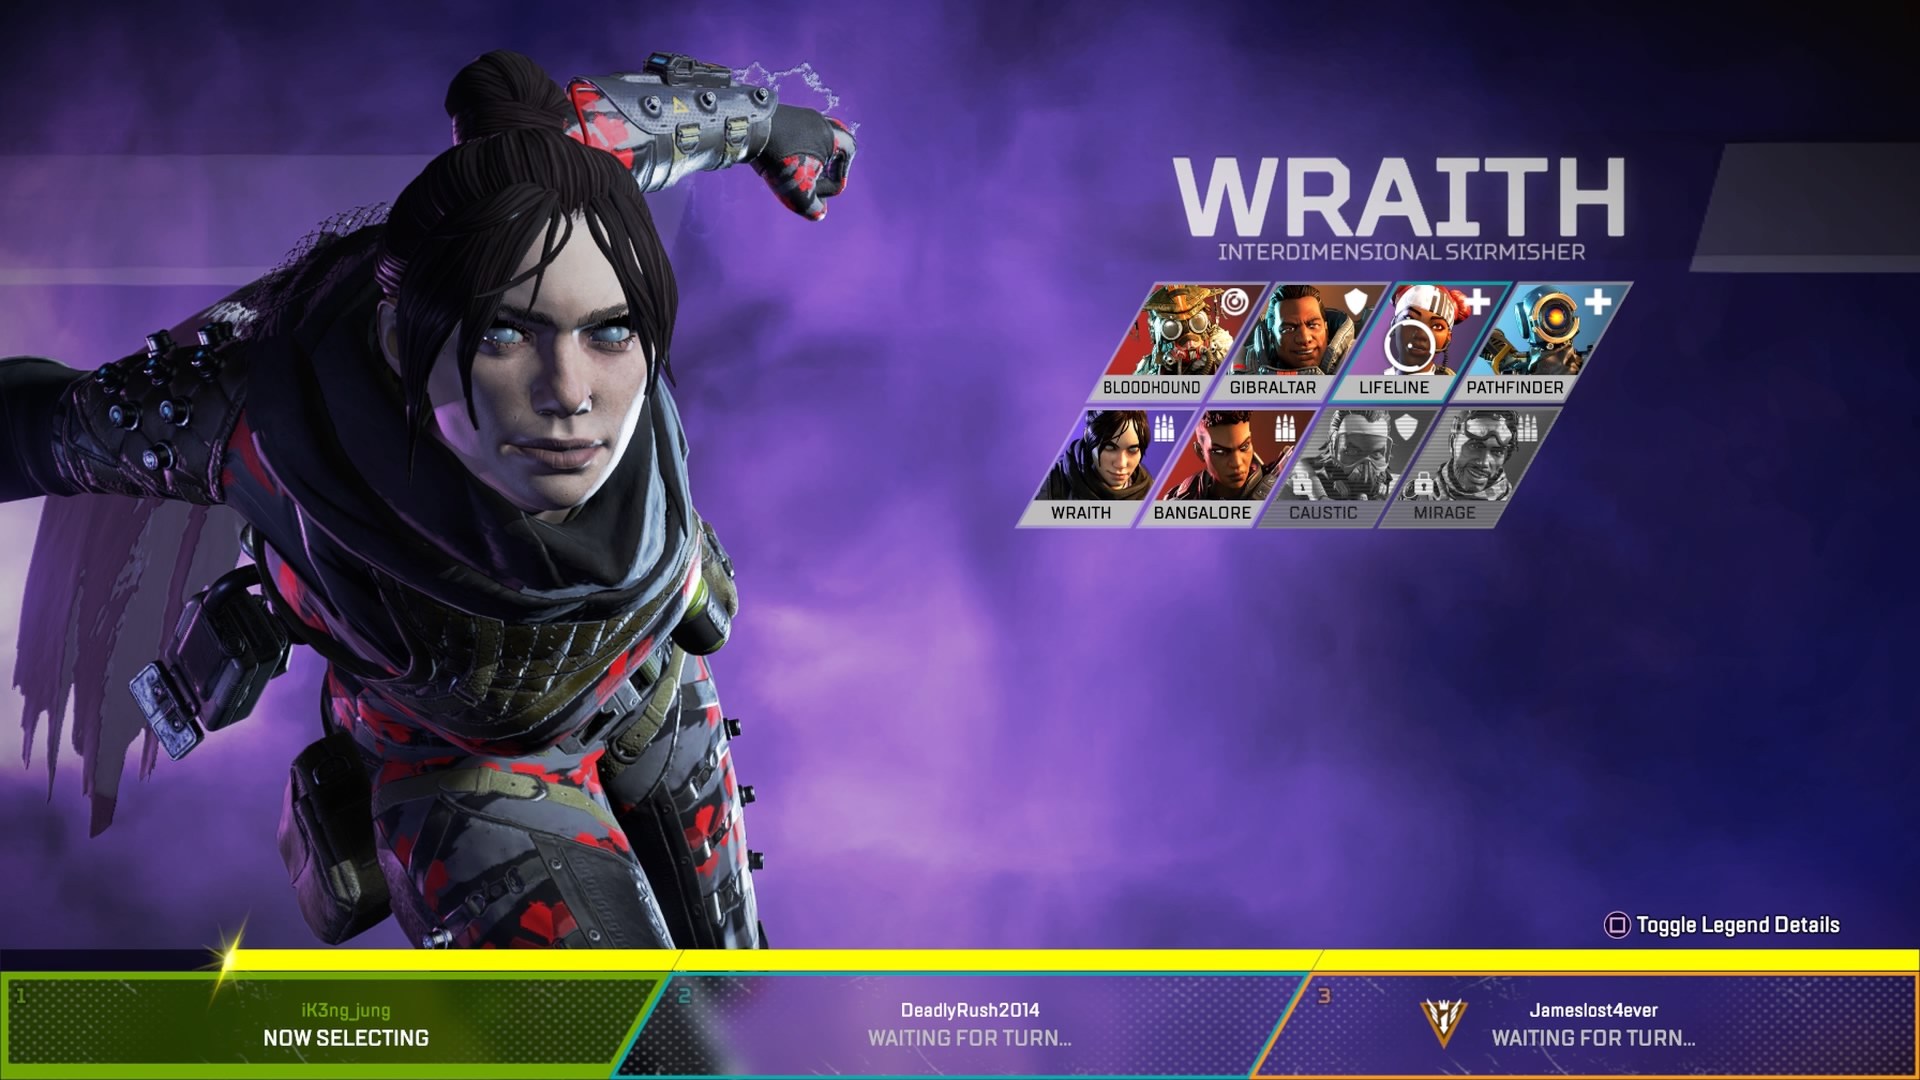 WRAITH
INTERDIMENSIONAL SKIRMISHER
BLOODHOUND GIBRALTAR LIFELINE PATHFINDER
WRAITH BANGALORE CAUSTIC MIRAGE
Toggle Legend Details
1
iK3ng_jung
NOW SELECTING
2
DeadlyRush2014
WAITING FOR TURN...
3
Jameslost4ever
WAITING FOR TURN...